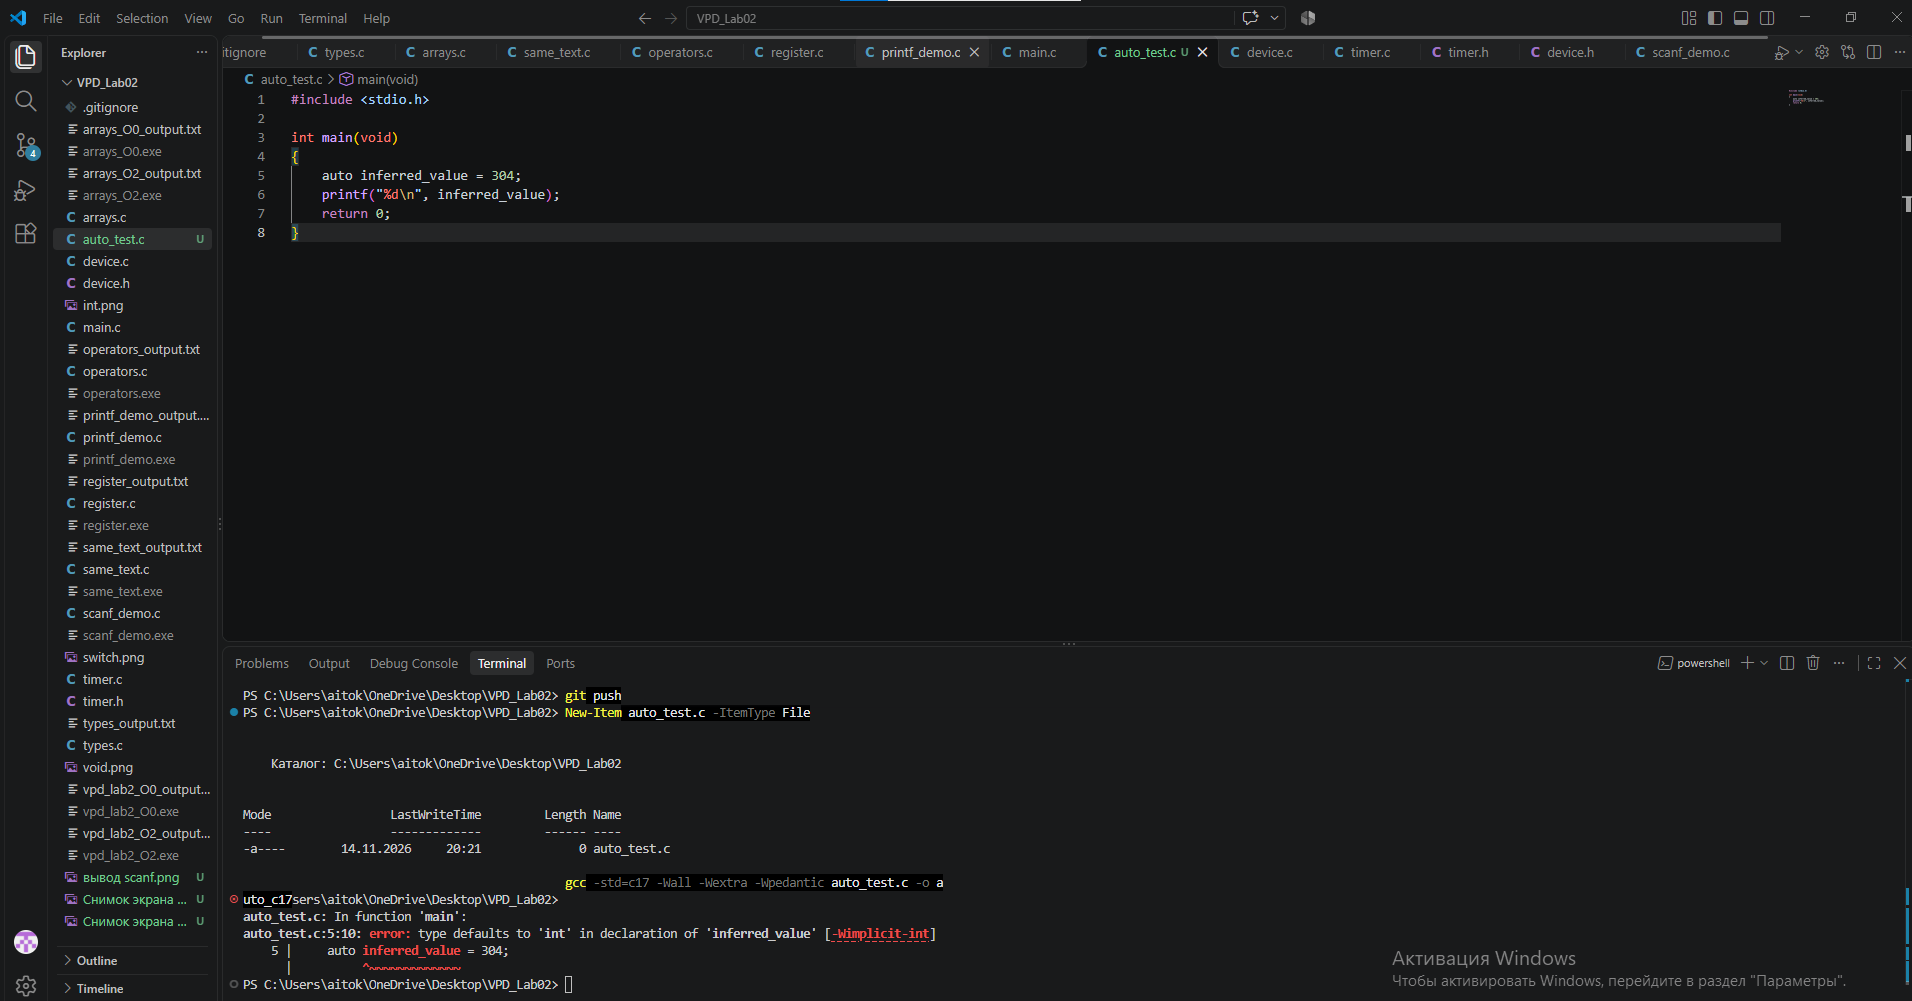 File Edit Selection View Go Run Terminal Help
VPD_Lab02
Explorer
VPD_Lab02
.gitignore
arrays_O0_output.txt
arrays_O0.exe
arrays_O2_output.txt
arrays_O2.exe
arrays.c
auto_test.c U
device.c
device.h
int.png
main.c
operators_output.txt
operators.c
operators.exe
printf_demo_output....
printf_demo.c
printf_demo.exe
register_output.txt
register.c
register.exe
same_text_output.txt
same_text.c
same_text.exe
scanf_demo.c
scanf_demo.exe
switch.png
timer.c
timer.h
types_output.txt
types.c
void.png
vpd_lab2_O0_output...
vpd_lab2_O0.exe
vpd_lab2_O2_output...
vpd_lab2_O2.exe
вывод scanf.png U
Снимок экрана ... U
Снимок экрана ... U
Outline
Timeline
4
itignore C types.c C arrays.c C same_text.c C operators.c C register.c C printf_demo.c C main.c C auto_test.c U C device.c C timer.c C timer.h C device.h C scanf_demo.c
C auto_test.c > main(void)
1 #include <stdio.h>
2
3 int main(void)
4 {
5 auto inferred_value = 304;
6 printf("%d\n", inferred_value);
7 return 0;
8 }
Problems Output Debug Console Terminal Ports
powershell
PS C:\Users\aitok\OneDrive\Desktop\VPD_Lab02> git push
PS C:\Users\aitok\OneDrive\Desktop\VPD_Lab02> New-Item auto_test.c -ItemType File
Каталог: C:\Users\aitok\OneDrive\Desktop\VPD_Lab02
Mode LastWriteTime Length Name
---- ------------- ------ ----
-a---- 14.11.2026 20:21 0 auto_test.c
gcc -std=c17 -Wall -Wextra -Wpedantic auto_test.c -o a
uto_c17sers\aitok\OneDrive\Desktop\VPD_Lab02>
auto_test.c: In function 'main':
auto_test.c:5:10: error: type defaults to 'int' in declaration of 'inferred_value' [-Wimplicit-int]
5 | auto inferred_value = 304;
| ^~~~~~~~~~~~~~
PS C:\Users\aitok\OneDrive\Desktop\VPD_Lab02>
Активация Windows
Чтобы активировать Windows, перейдите в раздел "Параметры".